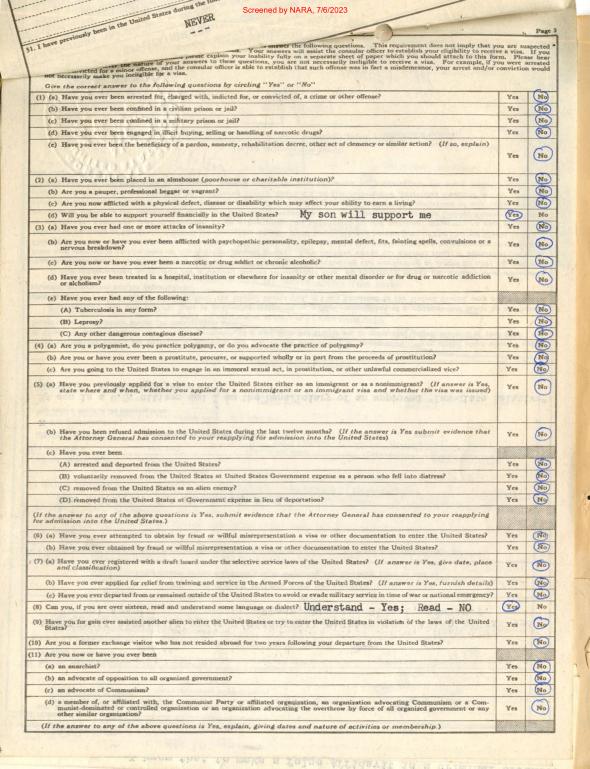 Screened by NARA, 7/6/2023
31. I have previously been in the United States during the
NEVER
Page 3
answer the following questions. This requirement does not imply that you are suspected
Your answers will assist the consular officer to establish your eligibility to receive a visa. If you
please explain your inability fully on a separate sheet of paper which you should attach to this form. Please bear
the nature of your answers to these questions, you are not necessarily ineligible to receive a visa. For example, if you were arrested
convicted for a minor offense, and the consular officer is able to establish that such offense was in fact a misdemeanor, your arrest and/or conviction would
not necessarily make you ineligible for a visa.
Give the correct answer to the following questions by circling "Yes" or "No"
(1) (a) Have you ever been arrested for, charged with, indicted for, or convicted of, a crime or other offense? Yes No
(b) Have you ever been confined in a civilian prison or jail? Yes No
(c) Have you ever been confined in a military prison or jail? Yes No
(d) Have you ever been engaged in illicit buying, selling or handling of narcotic drugs? Yes No
(e) Have you ever been the beneficiary of a pardon, amnesty, rehabilitation decree, other act of clemency or similar action? (If so, explain)
Yes No
(2) (a) Have you ever been placed in an almshouse (poorhouse or charitable institution)? Yes No
(b) Are you a pauper, professional beggar or vagrant? Yes No
(c) Are you now afflicted with a physical defect, disease or disability which may affect your ability to earn a living? Yes No
(d) Will you be able to support yourself financially in the United States? My son will support me Yes No
(3) (a) Have you ever had one or more attacks of insanity? Yes No
(b) Are you now or have you ever been afflicted with psychopathic personality, epilepsy, mental defect, fits, fainting spells, convulsions or a
nervous breakdown? Yes No
(c) Are you now or have you ever been a narcotic or drug addict or chronic alcoholic? Yes No
(d) Have you ever been treated in a hospital, institution or elsewhere for insanity or other mental disorder or for drug or narcotic addiction
or alcholism? Yes No
(e) Have you ever had any of the following:
(A) Tuberculosis in any form? Yes No
(B) Leprosy? Yes No
(C) Any other dangerous contagious disease? Yes No
(4) (a) Are you a polygamist, do you practice polygamy, or do you advocate the practice of polygamy? Yes No
(b) Are you or have you ever been a prostitute, procurer, or supported wholly or in part from the proceeds of prostitution? Yes No
(c) Are you going to the United States to engage in an immoral sexual act, in prostitution, or other unlawful commercialized vice? Yes No
(5) (a) Have you previously applied for a visa to enter the United States either as an immigrant or as a nonimmigrant? (If answer is Yes,
state where and when, whether you applied for a nonimmigrant or an immigrant visa and whether the visa was issued) Yes No
(b) Have you been refused admission to the United States during the last twelve months? (If the answer is Yes submit evidence that
the Attorney General has consented to your reapplying for admission into the United States) Yes No
(c) Have you ever been
(A) arrested and deported from the United States? Yes No
(B) voluntarily removed from the United States at United States Government expense as a person who fell into distress? Yes No
(C) removed from the United States as an alien enemy? Yes No
(D) removed from the United States at Government expense in lieu of deportation? Yes No
(If the answer to any of the above questions is Yes, submit evidence that the Attorney General has consented to your reapplying
for admission into the United States.)
(6) (a) Have you ever attempted to obtain by fraud or willful misrepresentation a visa or other documentation to enter the United States? Yes No
(b) Have you ever obtained by fraud or willful misrepresentation a visa or other documentation to enter the United States? Yes No
(7) (a) Have you ever registered with a draft board under the selective service laws of the United States? (If answer is Yes, give date, place
and classification) Yes No
(b) Have you ever applied for relief from training and service in the Armed Forces of the United States? (If answer is Yes, furnish details) Yes No
(c) Have you ever departed from or remained outside of the United States to avoid or evade military service in time of war or national emergency? Yes No
(8) Can you, if you are over sixteen, read and understand some language or dialect? Understand - Yes; Read - NO Yes No
(9) Have you for gain ever assisted another alien to enter the United States or try to enter the United States in violation of the laws of the United
States? Yes No
(10) Are you a former exchange visitor who has not resided abroad for two years following your departure from the United States? Yes No
(11) Are you now or have you ever been
(a) an anarchist? Yes No
(b) an advocate of opposition to all organized government? Yes No
(c) an advocate of Communism? Yes No
(d) a member of, or affiliated with, the Communist Party or affiliated organization, an organization advocating Communism or a Com-
munist-dominated or controlled organization or an organization advocating the overthrow by force of all organized government or any
other similar organization? Yes No
(If the answer to any of the above questions is Yes, explain, giving dates and nature of activities or membership.)